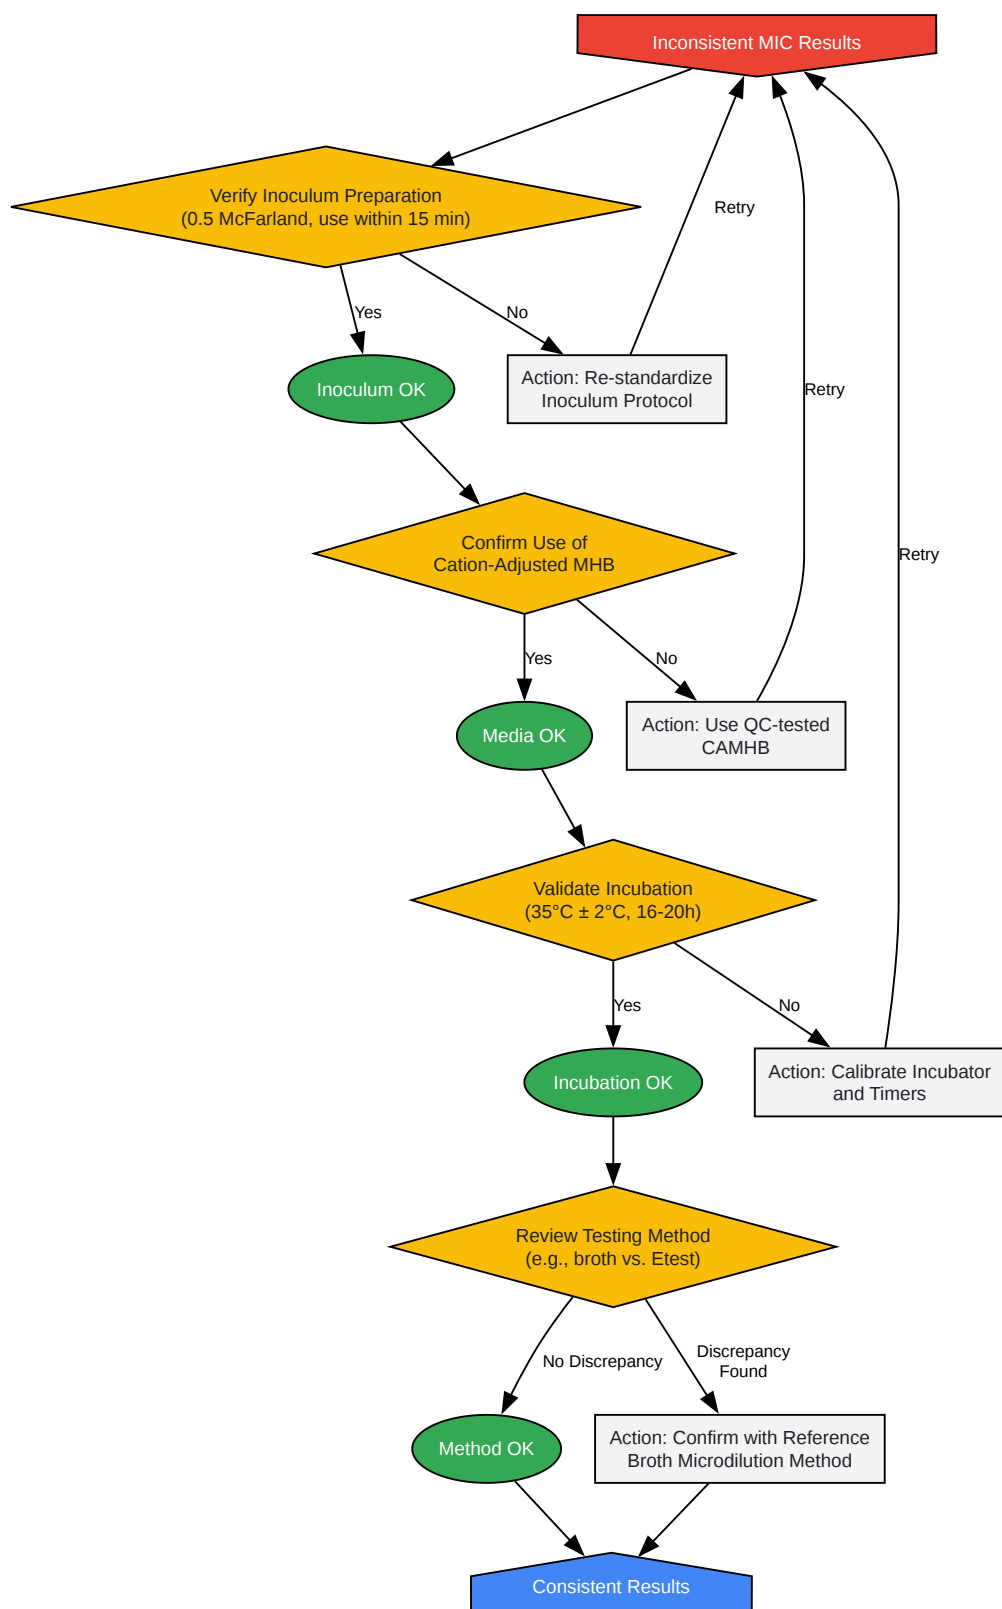 Inconsistent MIC Results
Verify Inoculum Preparation
(0.5 McFarland, use within 15 min)
Retry
Yes
No
Inoculum OK
Action: Re-standardize
Inoculum Protocol
Retry
Confirm Use of
Cation-Adjusted MHB
Retry
Yes
No
Media OK
Action: Use QC-tested
CAMHB
Validate Incubation
(35°C ± 2°C, 16-20h)
Yes
No
Incubation OK
Action: Calibrate Incubator
and Timers
Review Testing Method
(e.g., broth vs. Etest)
No Discrepancy
Discrepancy
Found
Method OK
Action: Confirm with Reference
Broth Microdilution Method
Consistent Results